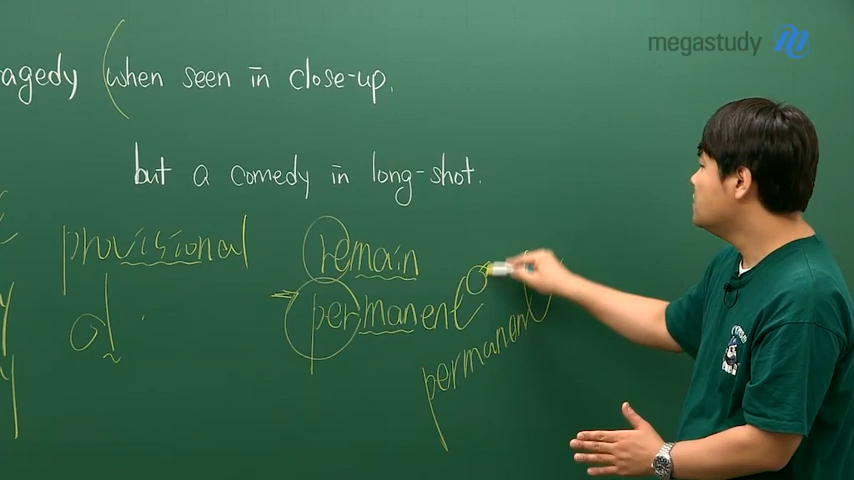 megastudy
agedy (when seen in close-up.
but a comedy in long-shot.
provisional
remain
permanent
permanent